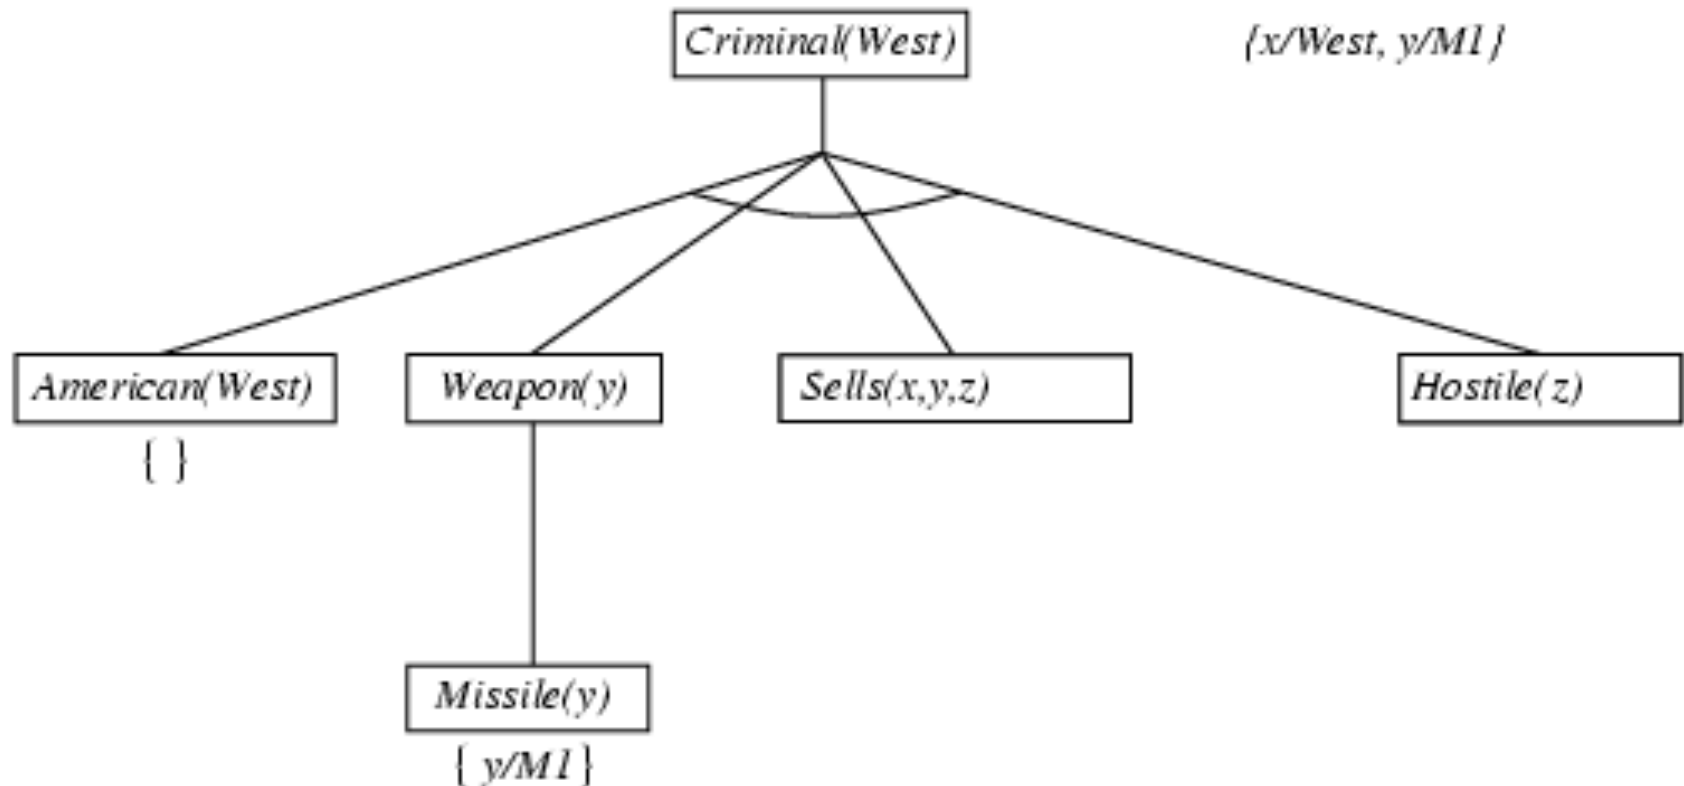 Criminal(West)
{x/West, y/M1}
American(West)
Weapon(y)
Sells(x,y,z)
Hostile(z)
{ }
Missile(y)
{ y/M1 }